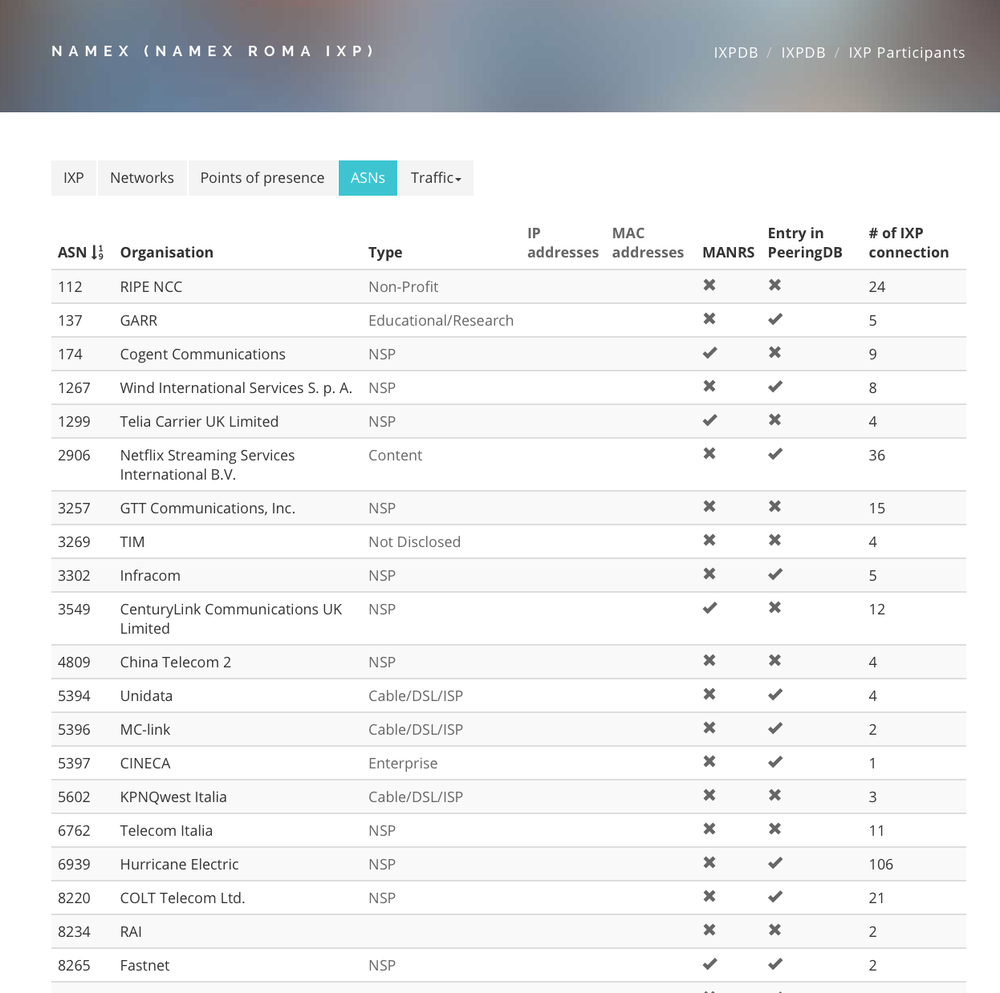 NAMEX (NAMEX ROMA IXP)
IXPDB / IXPDB / IXP Participants
IXP Networks Points of presence ASNs Traffic
ASN Organisation Type IP addresses MAC addresses MANRS Entry in PeeringDB # of IXP connection
112 RIPE NCC Non-Profit ✖ ✖ 24
137 GARR Educational/Research ✖ ✔ 5
174 Cogent Communications NSP ✔ ✖ 9
1267 Wind International Services S. p. A. NSP ✖ ✔ 8
1299 Telia Carrier UK Limited NSP ✔ ✖ 4
2906 Netflix Streaming Services Content ✖ ✔ 36
International B.V.
3257 GTT Communications, Inc. NSP ✖ ✖ 15
3269 TIM Not Disclosed ✖ ✖ 4
3302 Infracom NSP ✖ ✔ 5
3549 CenturyLink Communications UK NSP ✔ ✖ 12
Limited
4809 China Telecom 2 NSP ✖ ✖ 4
5394 Unidata Cable/DSL/ISP ✖ ✔ 4
5396 MC-link Cable/DSL/ISP ✖ ✔ 2
5397 CINECA Enterprise ✖ ✔ 1
5602 KPNQwest Italia Cable/DSL/ISP ✖ ✖ 3
6762 Telecom Italia NSP ✖ ✖ 11
6939 Hurricane Electric NSP ✖ ✔ 106
8220 COLT Telecom Ltd. NSP ✖ ✔ 21
8234 RAI ✖ ✖ 2
8265 Fastnet NSP ✔ ✔ 2